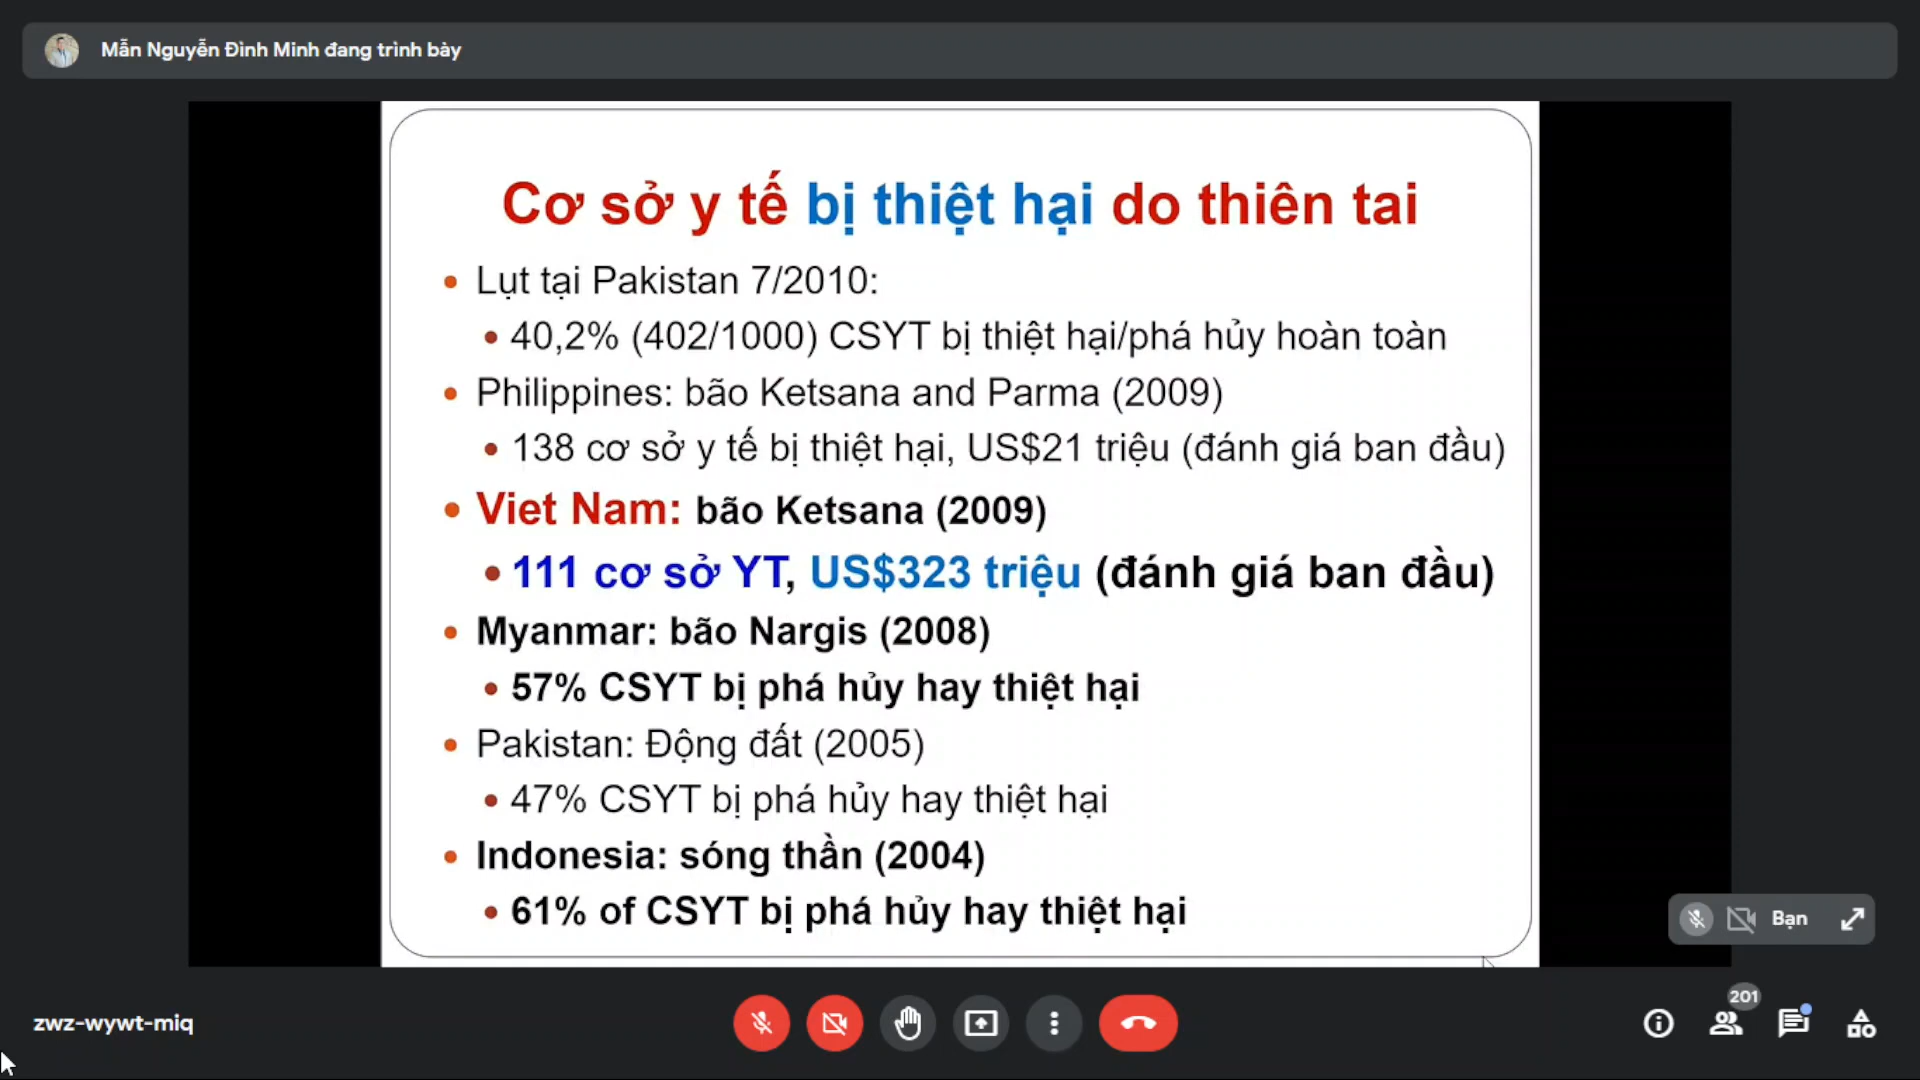 Mẫn Nguyễn Đình Minh đang trình bày
Cơ sở y tế bị thiệt hại do thiên tai
• Lụt tại Pakistan 7/2010:
• 40,2% (402/1000) CSYT bị thiệt hại/phá hủy hoàn toàn
• Philippines: bão Ketsana and Parma (2009)
• 138 cơ sở y tế bị thiệt hại, US$21 triệu (đánh giá ban đầu)
• Viet Nam: bão Ketsana (2009)
• 111 cơ sở YT, US$323 triệu (đánh giá ban đầu)
• Myanmar: bão Nargis (2008)
• 57% CSYT bị phá hủy hay thiệt hại
• Pakistan: Động đất (2005)
• 47% CSYT bị phá hủy hay thiệt hại
• Indonesia: sóng thần (2004)
• 61% of CSYT bị phá hủy hay thiệt hại
Bạn
201
zwz-wywt-miq